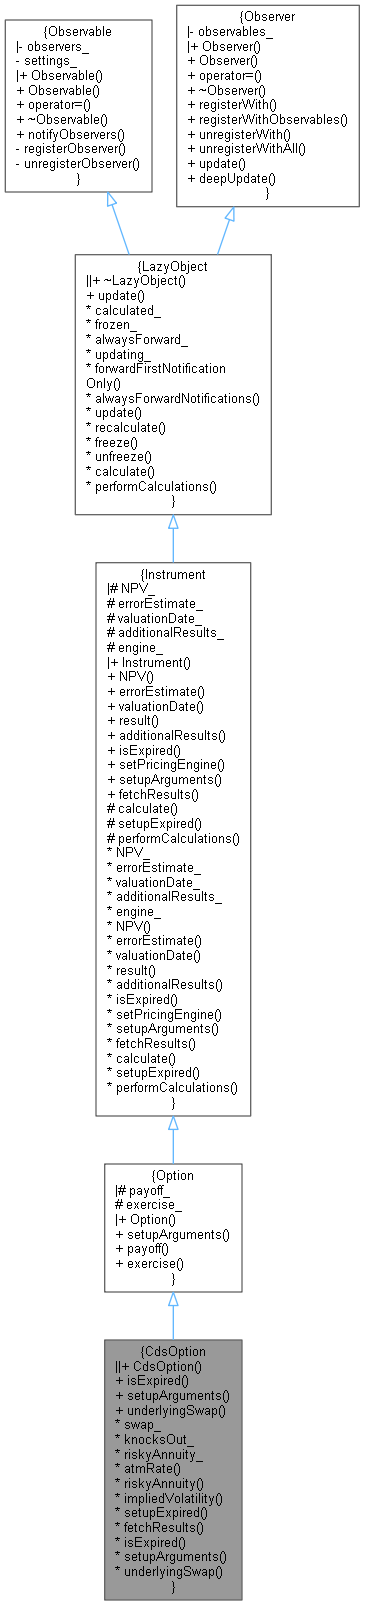 {Observable
|- observers_
- settings_
|+ Observable()
+ Observable()
+ operator=()
+ ~Observable()
+ notifyObservers()
- registerObserver()
- unregisterObserver()
}
{Observer
|- observables_
|+ Observer()
+ Observer()
+ operator=()
+ ~Observer()
+ registerWith()
+ registerWithObservables()
+ unregisterWith()
+ unregisterWithAll()
+ update()
+ deepUpdate()
}
{LazyObject
||+ ~LazyObject()
+ update()
* calculated_
* frozen_
* alwaysForward_
* updating_
* forwardFirstNotification
Only()
* alwaysForwardNotifications()
* update()
* recalculate()
* freeze()
* unfreeze()
* calculate()
* performCalculations()
}
{Instrument
|# NPV_
# errorEstimate_
# valuationDate_
# additionalResults_
# engine_
|+ Instrument()
+ NPV()
+ errorEstimate()
+ valuationDate()
+ result()
+ additionalResults()
+ isExpired()
+ setPricingEngine()
+ setupArguments()
+ fetchResults()
# calculate()
# setupExpired()
# performCalculations()
* NPV_
* errorEstimate_
* valuationDate_
* additionalResults_
* engine_
* NPV()
* errorEstimate()
* valuationDate()
* result()
* additionalResults()
* isExpired()
* setPricingEngine()
* setupArguments()
* fetchResults()
* calculate()
* setupExpired()
* performCalculations()
}
{Option
|# payoff_
# exercise_
|+ Option()
+ setupArguments()
+ payoff()
+ exercise()
}
{CdsOption
||+ CdsOption()
+ isExpired()
+ setupArguments()
+ underlyingSwap()
* swap_
* knocksOut_
* riskyAnnuity_
* atmRate()
* riskyAnnuity()
* impliedVolatility()
* setupExpired()
* fetchResults()
* isExpired()
* setupArguments()
* underlyingSwap()
}